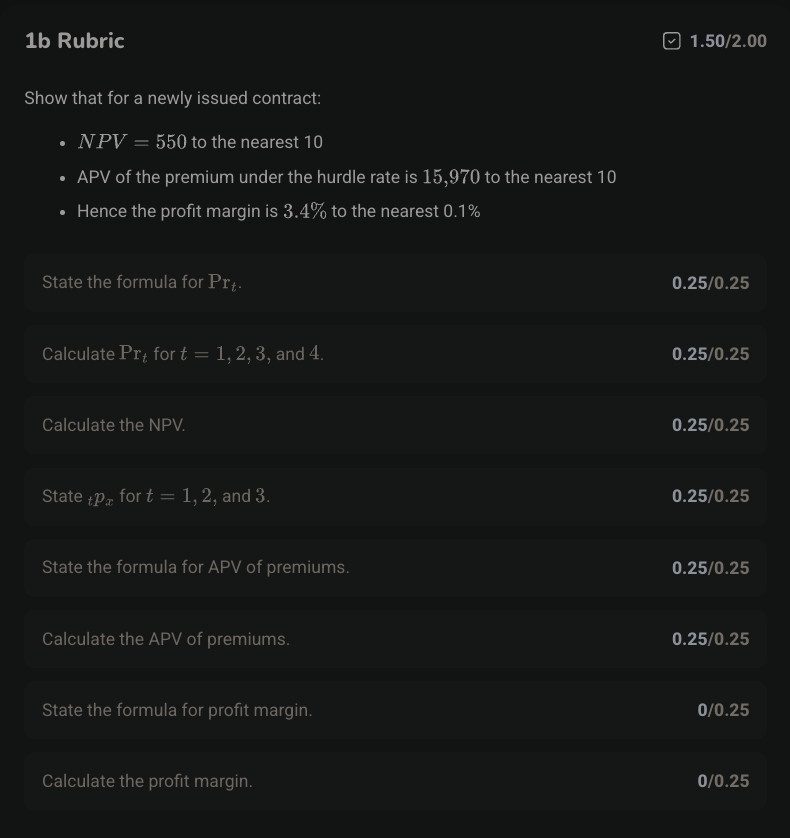 1b Rubric 1.50/2.00
Show that for a newly issued contract:
• NPV = 550 to the nearest 10
• APV of the premium under the hurdle rate is 15,970 to the nearest 10
• Hence the profit margin is 3.4% to the nearest 0.1%
State the formula for Pr_t. 0.25/0.25
Calculate Pr_t for t = 1, 2, 3, and 4. 0.25/0.25
Calculate the NPV. 0.25/0.25
State _tp_x for t = 1, 2, and 3. 0.25/0.25
State the formula for APV of premiums. 0.25/0.25
Calculate the APV of premiums. 0.25/0.25
State the formula for profit margin. 0/0.25
Calculate the profit margin. 0/0.25